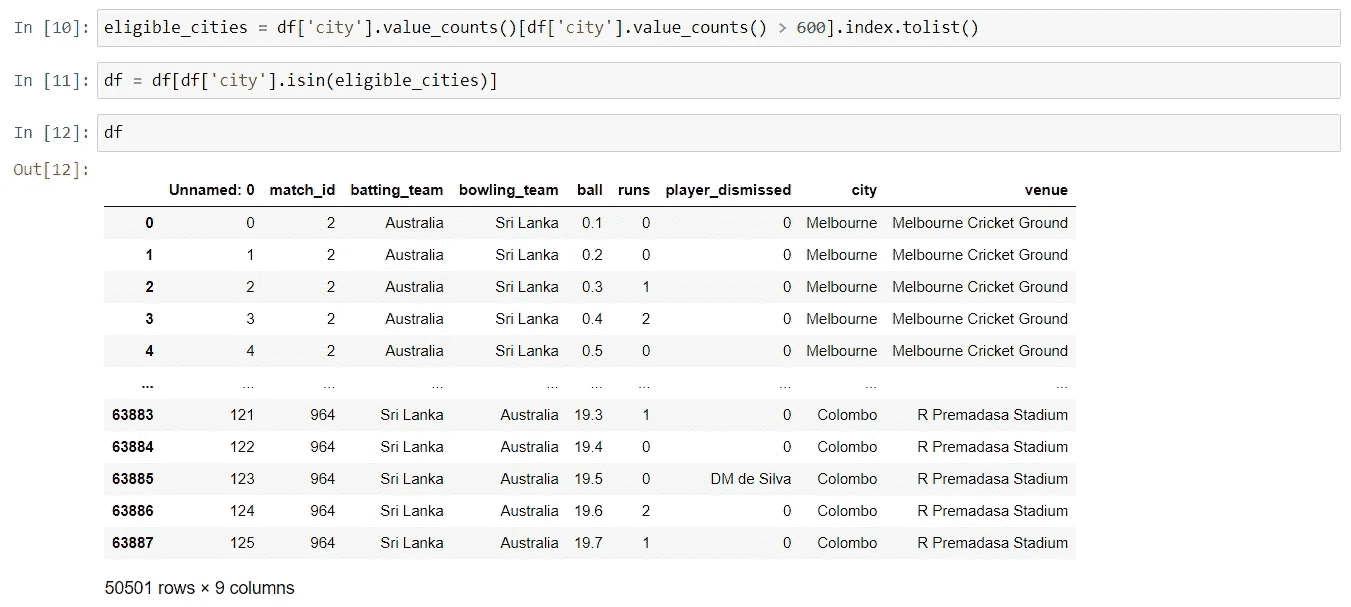 In [10]: eligible_cities = df['city'].value_counts()[df['city'].value_counts() > 600].index.tolist()
In [11]: df = df[df['city'].isin(eligible_cities)]
In [12]: df
Out[12]:
Unnamed: 0 match_id batting_team bowling_team ball runs player_dismissed city venue
0 0 2 Australia Sri Lanka 0.1 0 0 Melbourne Melbourne Cricket Ground
1 1 2 Australia Sri Lanka 0.2 0 0 Melbourne Melbourne Cricket Ground
2 2 2 Australia Sri Lanka 0.3 1 0 Melbourne Melbourne Cricket Ground
3 3 2 Australia Sri Lanka 0.4 2 0 Melbourne Melbourne Cricket Ground
4 4 2 Australia Sri Lanka 0.5 0 0 Melbourne Melbourne Cricket Ground
... ... ... ... ... ... ... ... ... ...
63883 121 964 Sri Lanka Australia 19.3 1 0 Colombo R Premadasa Stadium
63884 122 964 Sri Lanka Australia 19.4 0 0 Colombo R Premadasa Stadium
63885 123 964 Sri Lanka Australia 19.5 0 DM de Silva Colombo R Premadasa Stadium
63886 124 964 Sri Lanka Australia 19.6 2 0 Colombo R Premadasa Stadium
63887 125 964 Sri Lanka Australia 19.7 1 0 Colombo R Premadasa Stadium
50501 rows × 9 columns